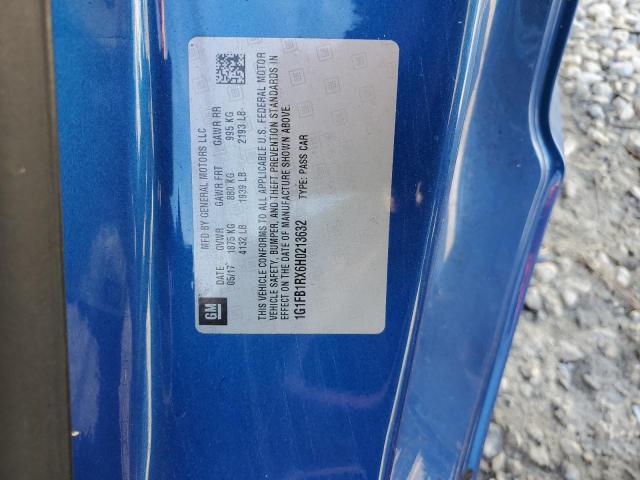 MFD BY GENERAL MOTORS LLC
DATE GVWR GAWR FRT GAWR RR
05/17 1875 KG 880 KG 995 KG
4132 LB 1939 LB 2193 LB
GM
THIS VEHICLE CONFORMS TO ALL APPLICABLE U.S. FEDERAL MOTOR
VEHICLE SAFETY, BUMPER, AND THEFT PREVENTION STANDARDS IN
EFFECT ON THE DATE OF MANUFACTURE SHOWN ABOVE.
1G1FB1RX6H0213632 TYPE: PASS CAR